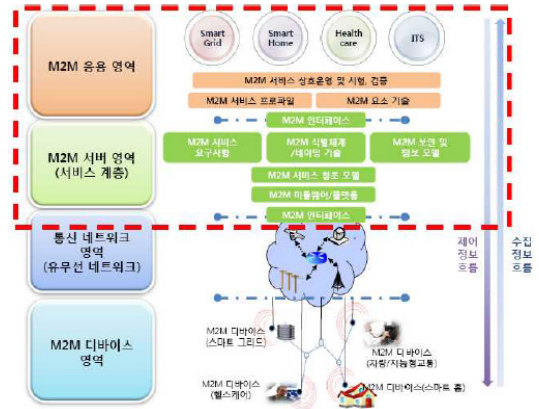 Smart
Grid
Smart
Home
Health
care
ITS
M2M 응용 영역
M2M 서비스 상호운영 및 시험, 검증
M2M 서비스 프로파일
M2M 요소 기술
M2M 인터페이스
M2M 서버 영역
(서비스 계층)
M2M 서비스
요구사항
M2M 식별체계
/네이밍 기술
M2M 보안 및
정보 모델
M2M 서비스 참조 모델
M2M 미들웨어/플랫폼
M2M 인터페이스
통신 네트워크
영역
(유무선 네트워크)
제어
정보
흐름
수집
정보
흐름
M2M 디바이스
영역
M2M 디바이스
(스마트 그리드)
M2M 디바이스
(차량/지능형교통)
M2M 디바이스
(헬스케어)
M2M 디바이스(스마트 홈)